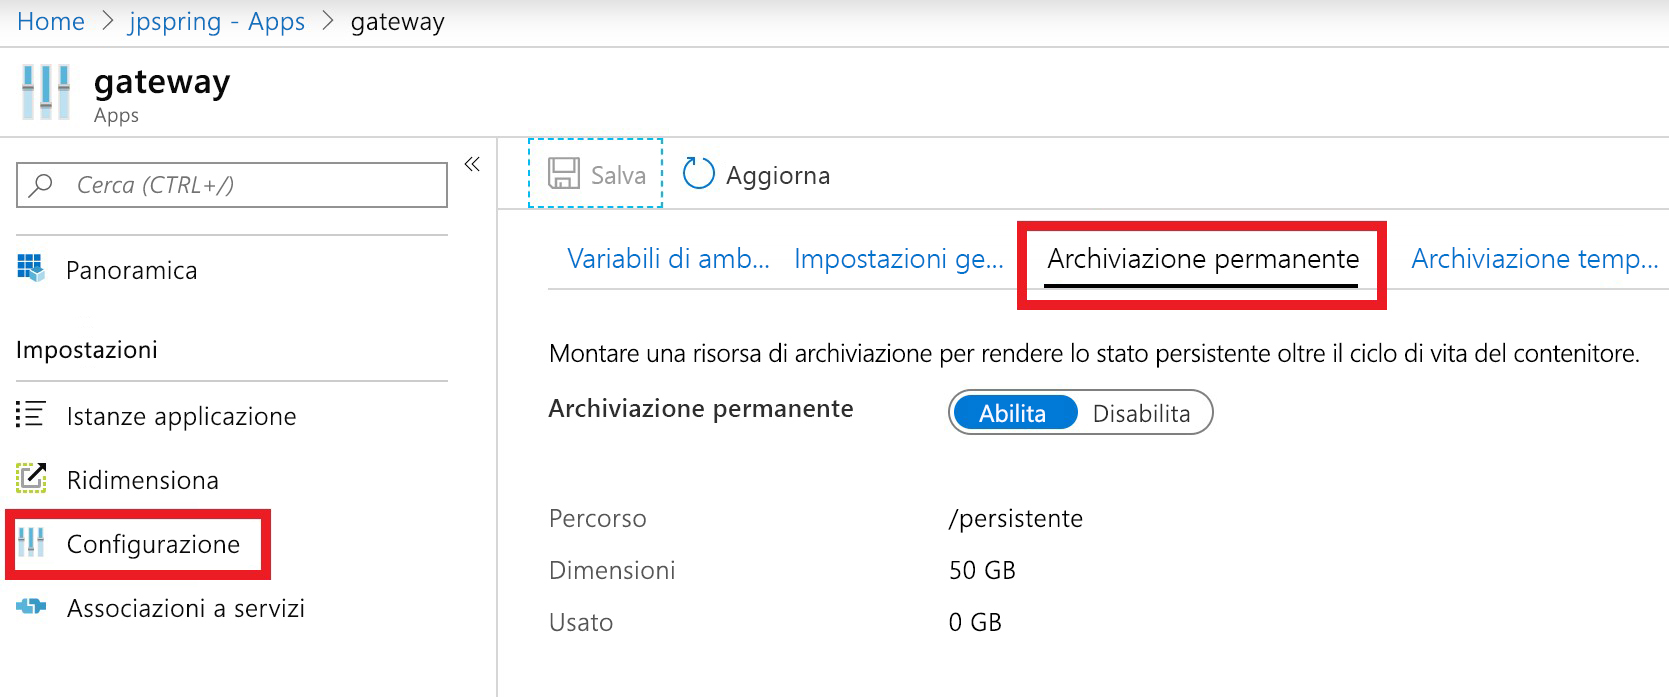 Home > jpspring - Apps > gateway
gateway
Apps
Cerca (CTRL+/)
«
Panoramica
Impostazioni
Istanze applicazione
Ridimensiona
Configurazione
Associazioni a servizi
Salva Aggiorna
Variabili di amb... Impostazioni ge... Archiviazione permanente Archiviazione temp...
Montare una risorsa di archiviazione per rendere lo stato persistente oltre il ciclo di vita del contenitore.
Archiviazione permanente Abilita Disabilita
Percorso /persistente
Dimensioni 50 GB
Usato 0 GB